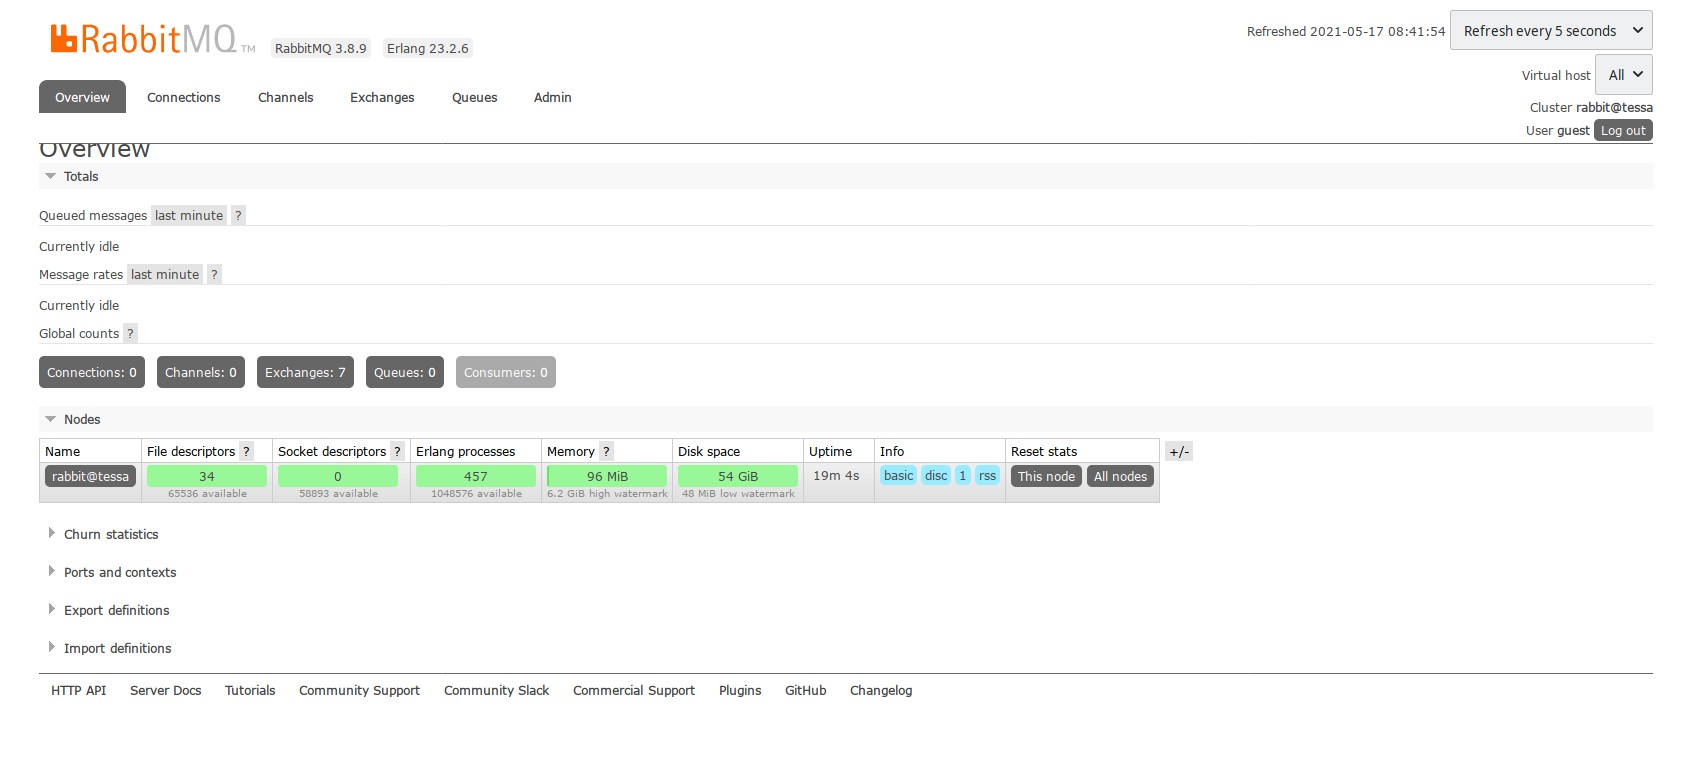 RabbitMQ TM RabbitMQ 3.8.9 Erlang 23.2.6
Refreshed 2021-05-17 08:41:54 Refresh every 5 seconds
Virtual host All
Cluster rabbit@tessa
User guest Log out
Overview Connections Channels Exchanges Queues Admin
Overview
Totals
Queued messages last minute ?
Currently idle
Message rates last minute ?
Currently idle
Global counts ?
Connections: 0 Channels: 0 Exchanges: 7 Queues: 0 Consumers: 0
Nodes
Name File descriptors ? Socket descriptors ? Erlang processes Memory ? Disk space Uptime Info Reset stats +/-
rabbit@tessa 34 0 457 96 MiB 54 GiB 19m 4s basic disc 1 rss This node All nodes
65536 available 58893 available 1048576 available 6.2 GiB high watermark 48 MiB low watermark
Churn statistics
Ports and contexts
Export definitions
Import definitions
HTTP API Server Docs Tutorials Community Support Community Slack Commercial Support Plugins GitHub Changelog